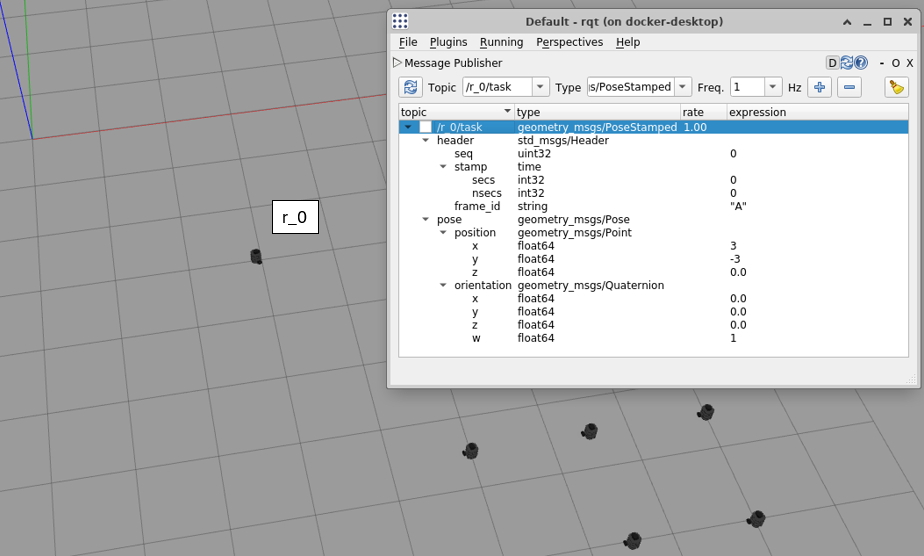 Default - rqt (on docker-desktop)
File Plugins Running Perspectives Help
Message Publisher D - O X
Topic /r_0/task Type s/PoseStamped Freq. 1 Hz
topic type rate expression
/r_0/task geometry_msgs/PoseStamped 1.00
header std_msgs/Header
seq uint32 0
stamp time
secs int32 0
nsecs int32 0
frame_id string "A"
pose geometry_msgs/Pose
position geometry_msgs/Point
x float64 3
y float64 -3
z float64 0.0
orientation geometry_msgs/Quaternion
x float64 0.0
y float64 0.0
z float64 0.0
w float64 1
r_0